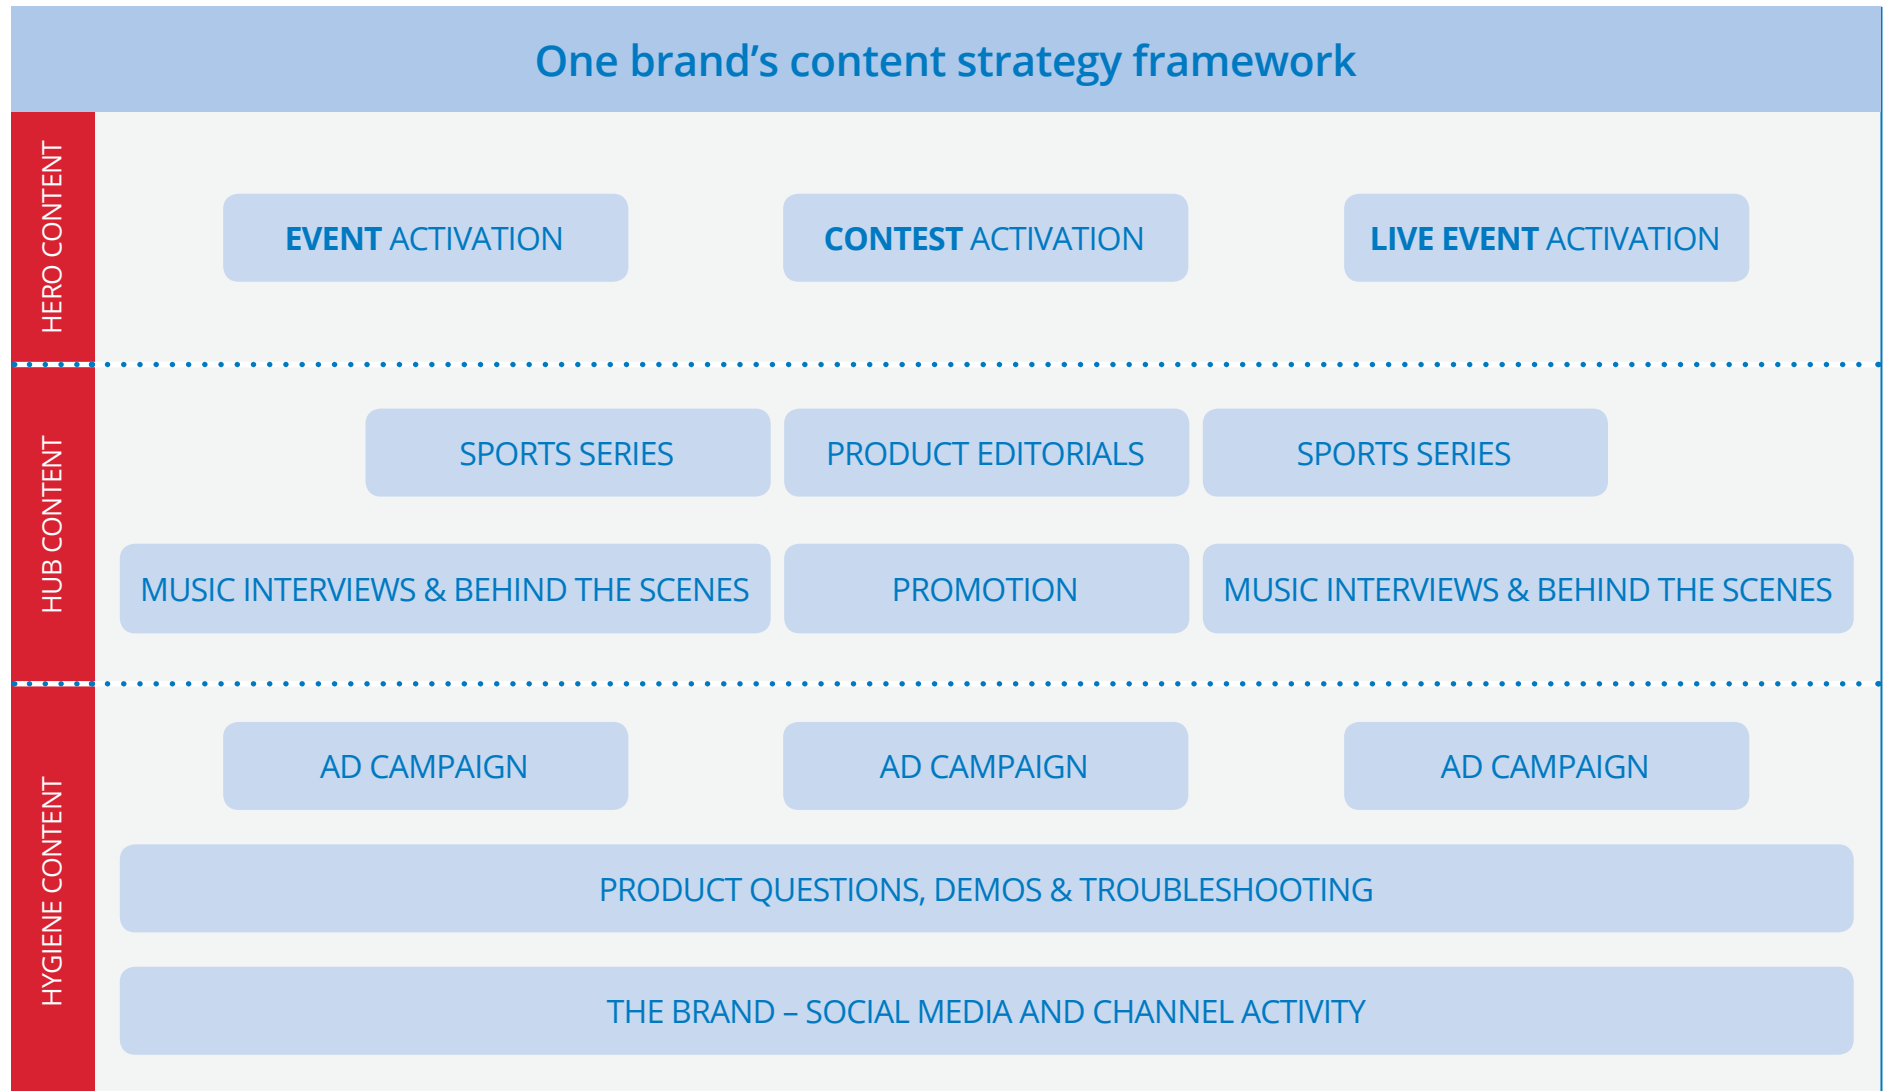 One brand’s content strategy framework
HERO CONTENT
EVENT ACTIVATION
CONTEST ACTIVATION
LIVE EVENT ACTIVATION
HUB CONTENT
SPORTS SERIES
PRODUCT EDITORIALS
SPORTS SERIES
MUSIC INTERVIEWS & BEHIND THE SCENES
PROMOTION
MUSIC INTERVIEWS & BEHIND THE SCENES
HYGIENE CONTENT
AD CAMPAIGN
AD CAMPAIGN
AD CAMPAIGN
PRODUCT QUESTIONS, DEMOS & TROUBLESHOOTING
THE BRAND – SOCIAL MEDIA AND CHANNEL ACTIVITY